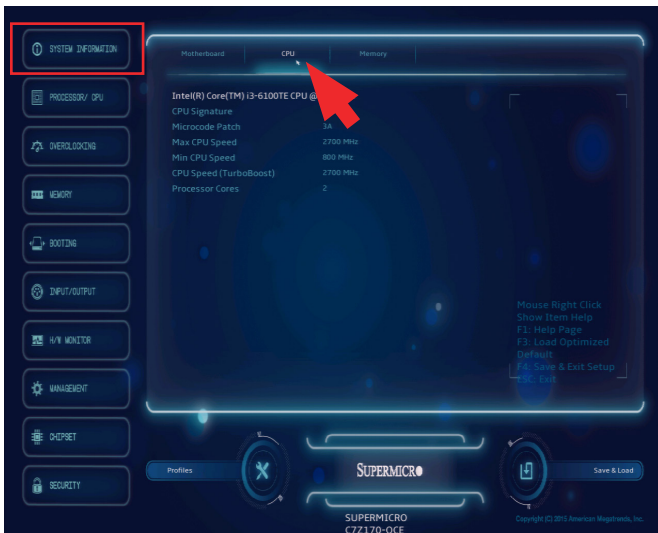 SYSTEM INFORMATION
PROCESSOR/ CPU
OVERCLOCKING
MEMORY
BOOTING
INPUT/OUTPUT
H/W MONITOR
MANAGEMENT
CHIPSET
SECURITY
Motherboard CPU Memory
Intel(R) Core(TM) i3-6100TE CPU @
CPU Signature
Microcode Patch 3A
Max CPU Speed 2700 MHz
Min CPU Speed 800 MHz
CPU Speed (TurboBoost) 2700 MHz
Processor Cores 2
Mouse Right Click
Show Item Help
F1: Help Page
F3: Load Optimized
Default
F4: Save & Exit Setup
ESC: Exit
Profiles
SUPERMICRO
Save & Load
SUPERMICRO
C7Z170-OCE
Copyright (C) 2015 American Megatrends, Inc.